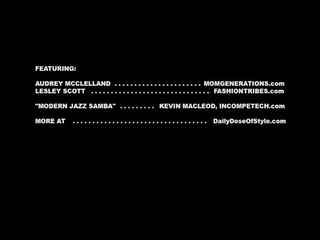 FEATURING:
AUDREY MCCLELLAND ...................... MOMGENERATIONS.com
LESLEY SCOTT .............................. FASHIONTRIBES.com
"MODERN JAZZ SAMBA" ......... KEVIN MACLEOD, INCOMPETECH.com
MORE AT .................................. DailyDoseOfStyle.com